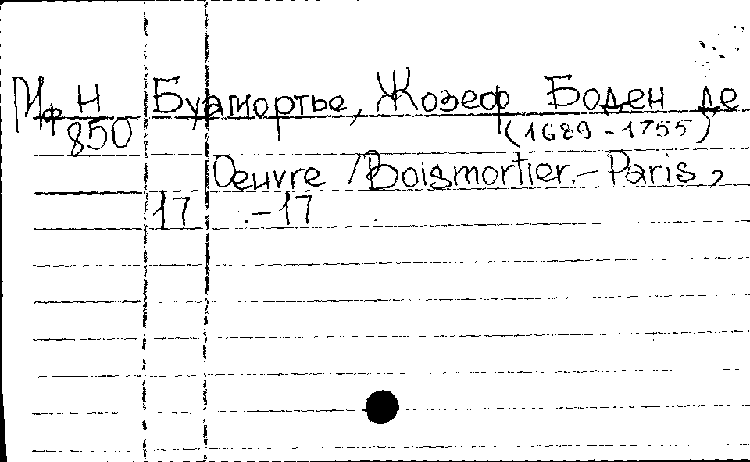 Мф Н Буамортье, Жозеф Боден де
850 (1689-1755)
Oeuvre / Boismortier.- Paris,
17 .-17 .